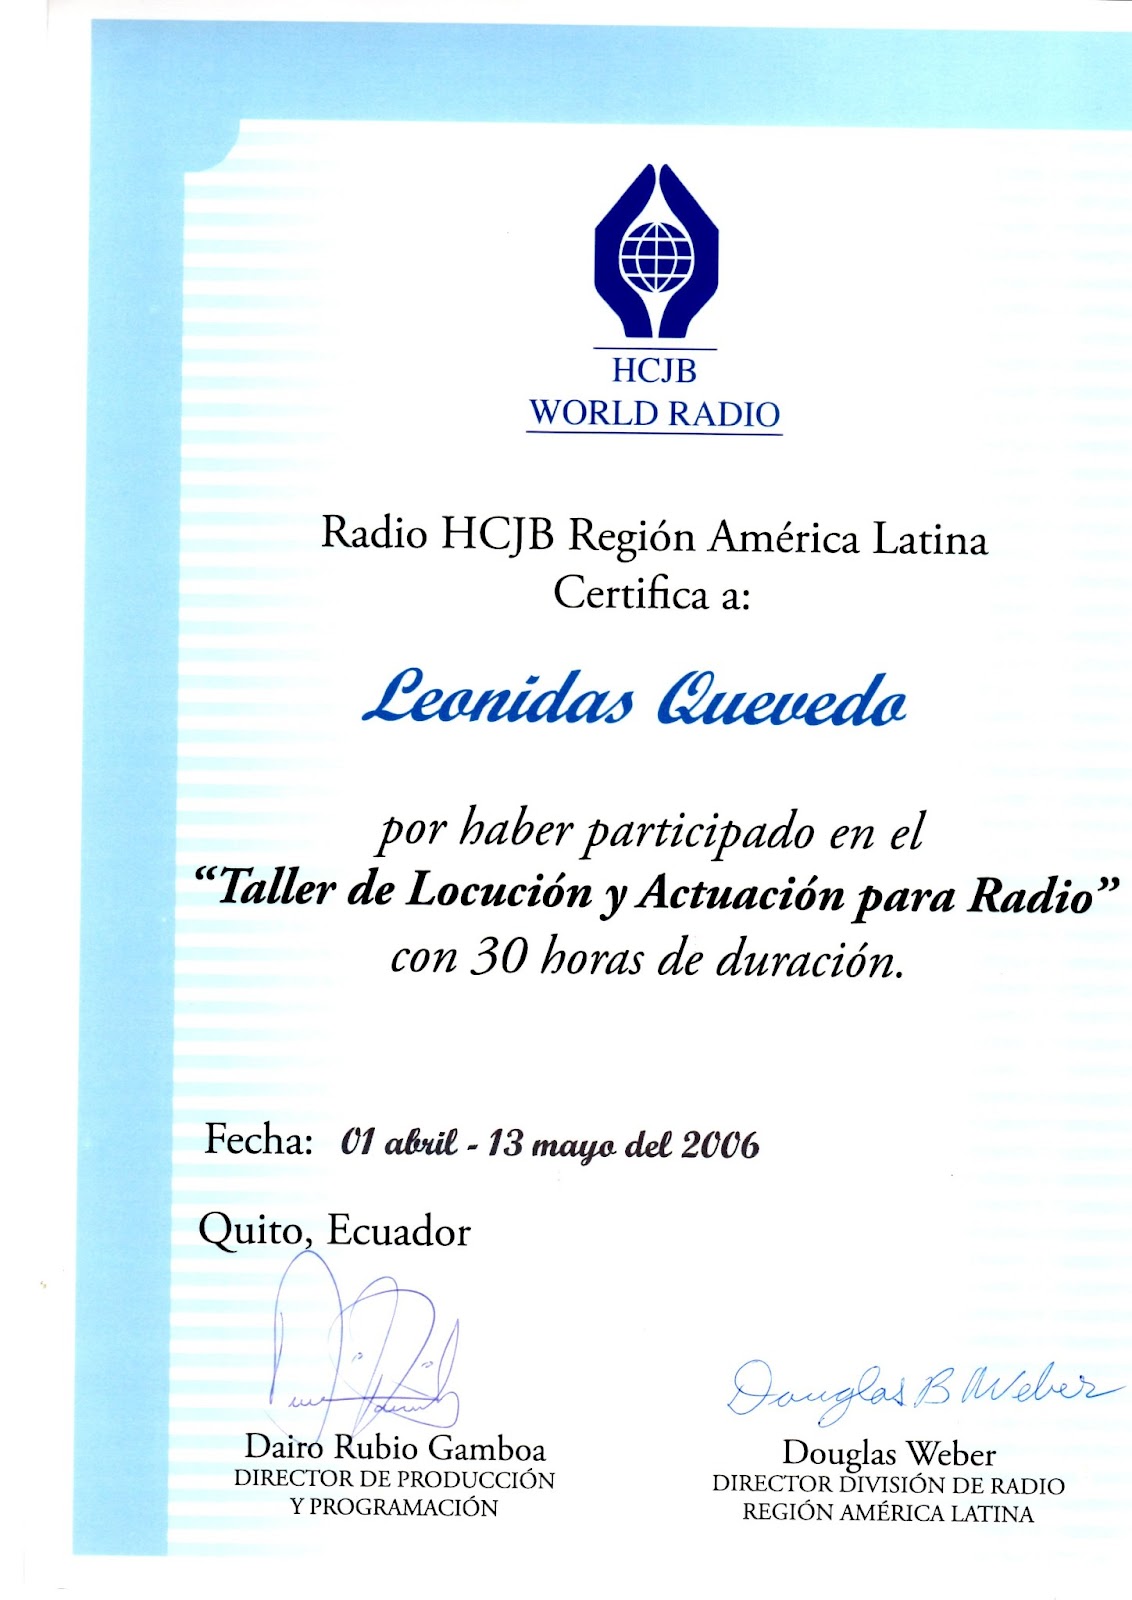 HCJB
WORLD RADIO
Radio HCJB Región América Latina
Certifica a:
Leonidas Quevedo
por haber participado en el
“Taller de Locución y Actuación para Radio”
con 30 horas de duración.
Fecha: 01 abril - 13 mayo del 2006
Quito, Ecuador
Douglas B Weber
Dairo Rubio Gamboa
DIRECTOR DE PRODUCCIÓN
Y PROGRAMACIÓN
Douglas Weber
DIRECTOR DIVISIÓN DE RADIO
REGIÓN AMÉRICA LATINA